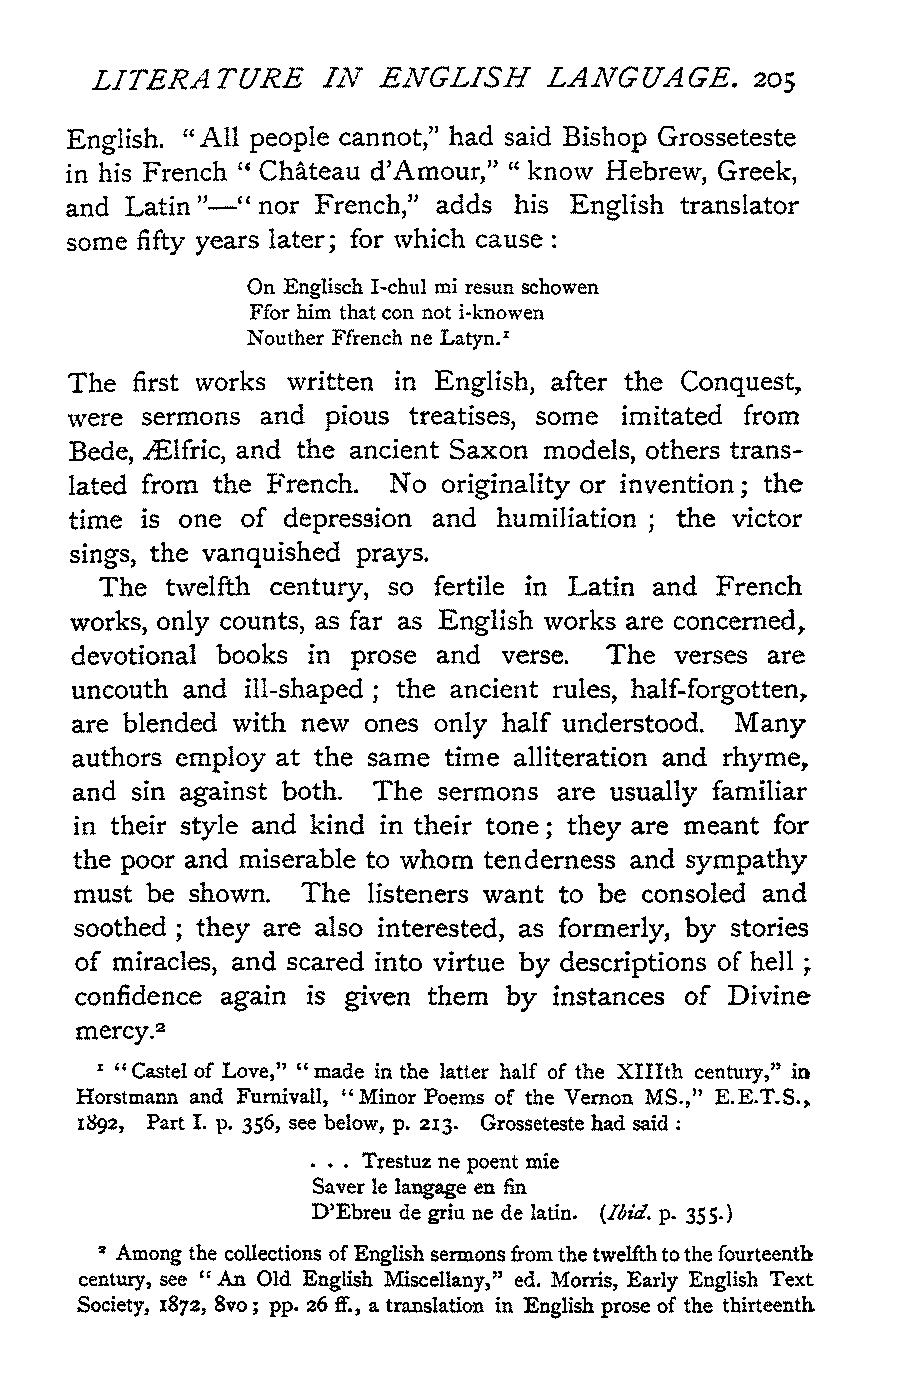 LITERATURE IN ENGLISH LANGUAGE. 205
English. “All people cannot,” had said Bishop Grosseteste
in his French “Château d’Amour,” “know Hebrew, Greek,
and Latin”—“nor French,” adds his English translator
some fifty years later; for which cause :
On Englisch I-chul mi resun schowen
Ffor him that con not i-knowen
Nouther Ffrench ne Latyn.¹
The first works written in English, after the Conquest,
were sermons and pious treatises, some imitated from
Bede, Ælfric, and the ancient Saxon models, others trans-
lated from the French. No originality or invention; the
time is one of depression and humiliation ; the victor
sings, the vanquished prays.
The twelfth century, so fertile in Latin and French
works, only counts, as far as English works are concerned,
devotional books in prose and verse. The verses are
uncouth and ill-shaped ; the ancient rules, half-forgotten,
are blended with new ones only half understood. Many
authors employ at the same time alliteration and rhyme,
and sin against both. The sermons are usually familiar
in their style and kind in their tone; they are meant for
the poor and miserable to whom tenderness and sympathy
must be shown. The listeners want to be consoled and
soothed ; they are also interested, as formerly, by stories
of miracles, and scared into virtue by descriptions of hell ;
confidence again is given them by instances of Divine
mercy.²
¹ “Castel of Love,” “made in the latter half of the XIIIth century,” in
Horstmann and Furnivall, “Minor Poems of the Vernon MS.,” E.E.T.S.,
1892, Part I. p. 356, see below, p. 213. Grosseteste had said :
. . . Trestuz ne poent mie
Saver le langage en fin
D’Ebreu de griu ne de latin. (Ibid. p. 355.)
² Among the collections of English sermons from the twelfth to the fourteenth
century, see “An Old English Miscellany,” ed. Morris, Early English Text
Society, 1872, 8vo; pp. 26 ff., a translation in English prose of the thirteenth